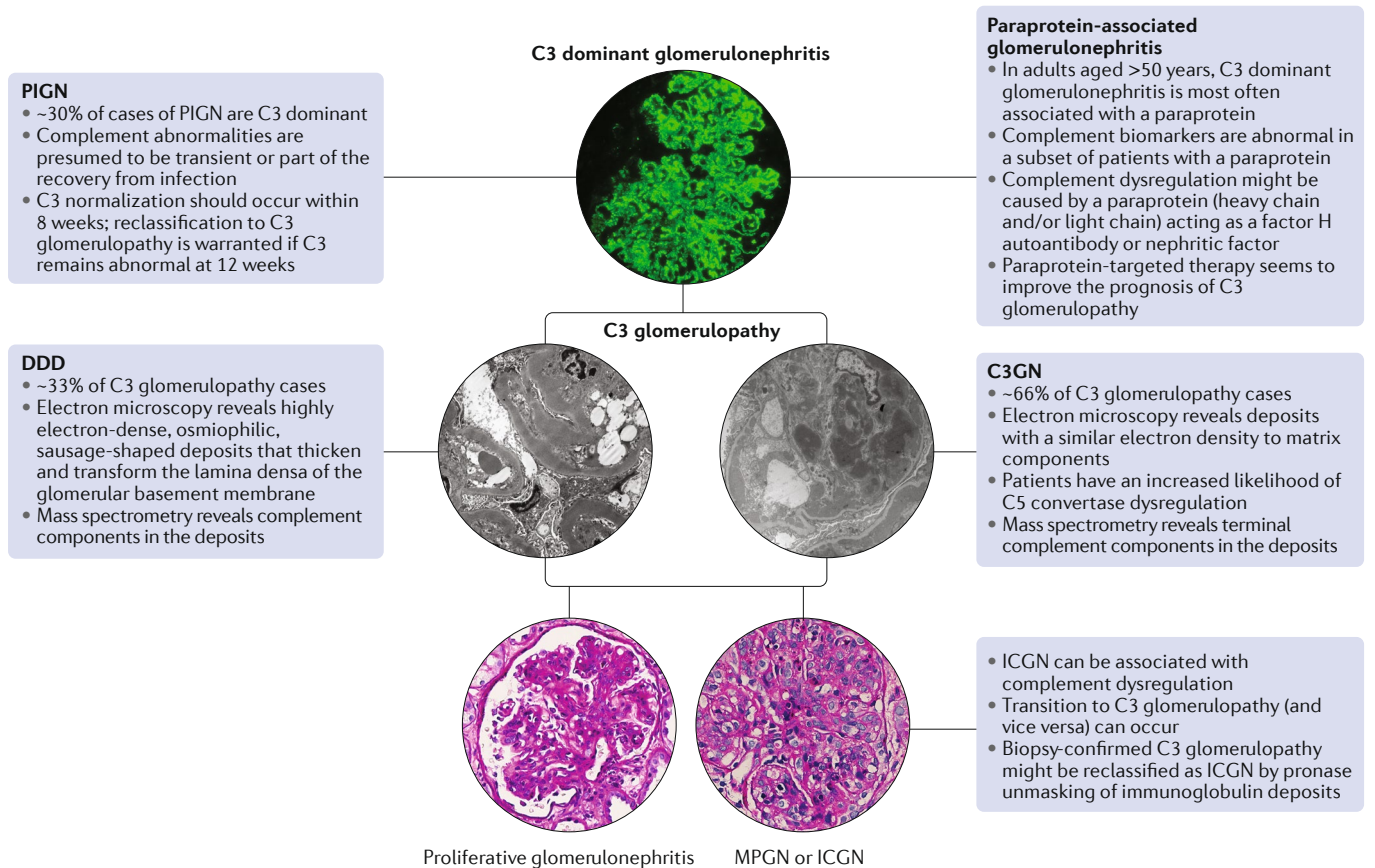 C3 dominant glomerulonephritis
PIGN
• ~30% of cases of PIGN are C3 dominant
• Complement abnormalities are
presumed to be transient or part of the
recovery from infection
• C3 normalization should occur within
8 weeks; reclassification to C3
glomerulopathy is warranted if C3
remains abnormal at 12 weeks
Paraprotein-associated
glomerulonephritis
• In adults aged >50 years, C3 dominant
glomerulonephritis is most often
associated with a paraprotein
• Complement biomarkers are abnormal in
a subset of patients with a paraprotein
• Complement dysregulation might be
caused by a paraprotein (heavy chain
and/or light chain) acting as a factor H
autoantibody or nephritic factor
• Paraprotein-targeted therapy seems to
improve the prognosis of C3
glomerulopathy
C3 glomerulopathy
DDD
• ~33% of C3 glomerulopathy cases
• Electron microscopy reveals highly
electron-dense, osmiophilic,
sausage-shaped deposits that thicken
and transform the lamina densa of the
glomerular basement membrane
• Mass spectrometry reveals complement
components in the deposits
C3GN
• ~66% of C3 glomerulopathy cases
• Electron microscopy reveals deposits
with a similar electron density to matrix
components
• Patients have an increased likelihood of
C5 convertase dysregulation
• Mass spectrometry reveals terminal
complement components in the deposits
• ICGN can be associated with
complement dysregulation
• Transition to C3 glomerulopathy (and
vice versa) can occur
• Biopsy-confirmed C3 glomerulopathy
might be reclassified as ICGN by pronase
unmasking of immunoglobulin deposits
Proliferative glomerulonephritis
MPGN or ICGN